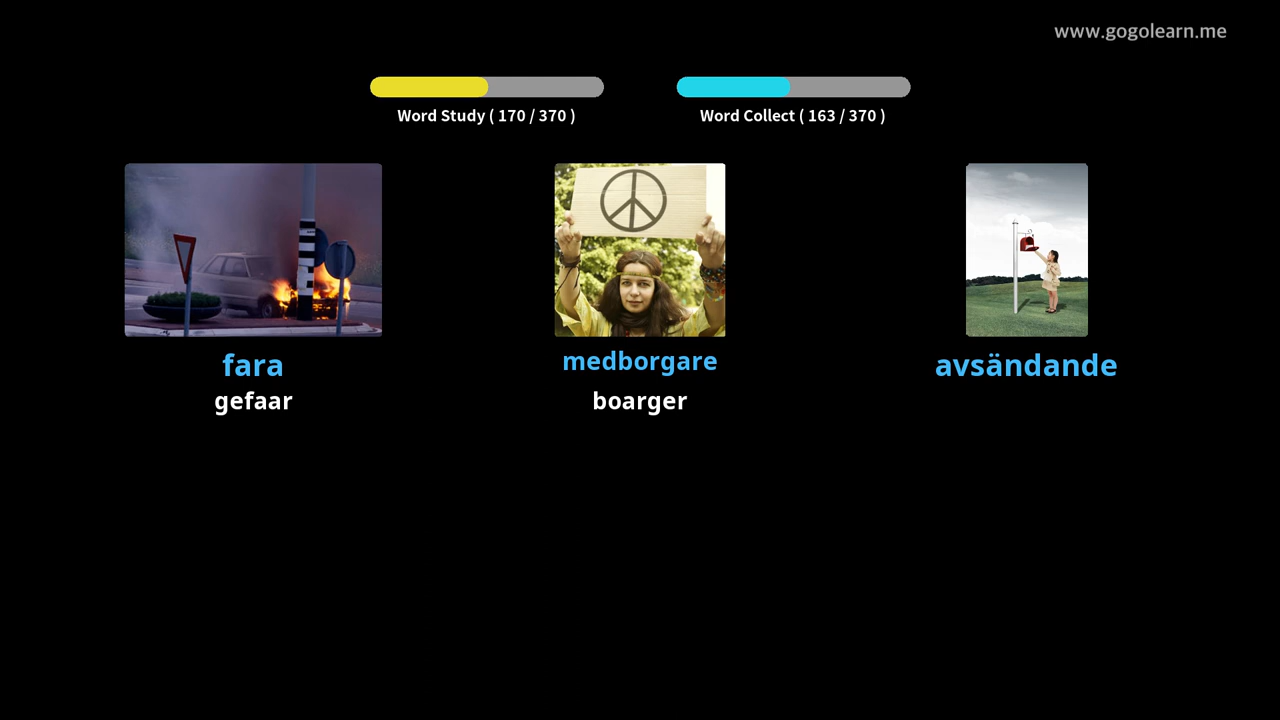 www.gogolearn.me
Word Study ( 170 / 370 )
Word Collect ( 163 / 370 )
fara
gefaar
medborgare
boarger
avsändande